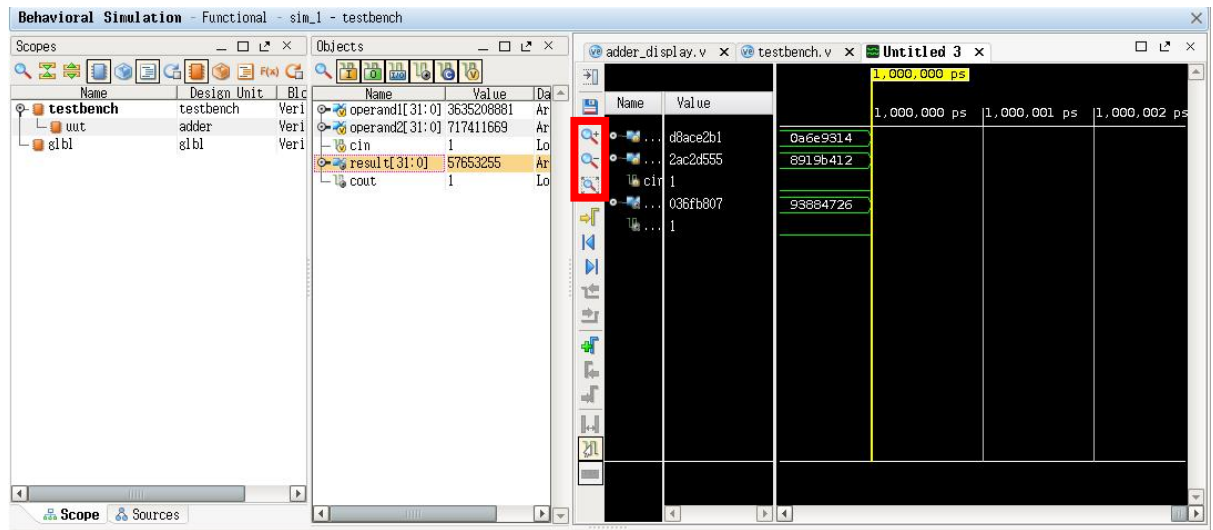 Behavioral Simulation - Functional - sim_1 - testbench
Scopes
Name Design Unit Blc
testbench testbench Veri
uut adder Veri
glbl glbl Veri
Scope Sources
Objects
Name Value Da
operand1[31:0] 3635208881 Ar
operand2[31:0] 717411669 Ar
cin 1 Lo
result[31:0] 57653255 Ar
cout 1 Lo
adder_display.v testbench.v Untitled 3
1,000,000 ps
Name Value
1,000,000 ps 1,000,001 ps 1,000,002 ps
... d8ace2b1 0a6e9314
... 2ac2d555 8919b412
cin 1
... 036fb807 93884726
... 1